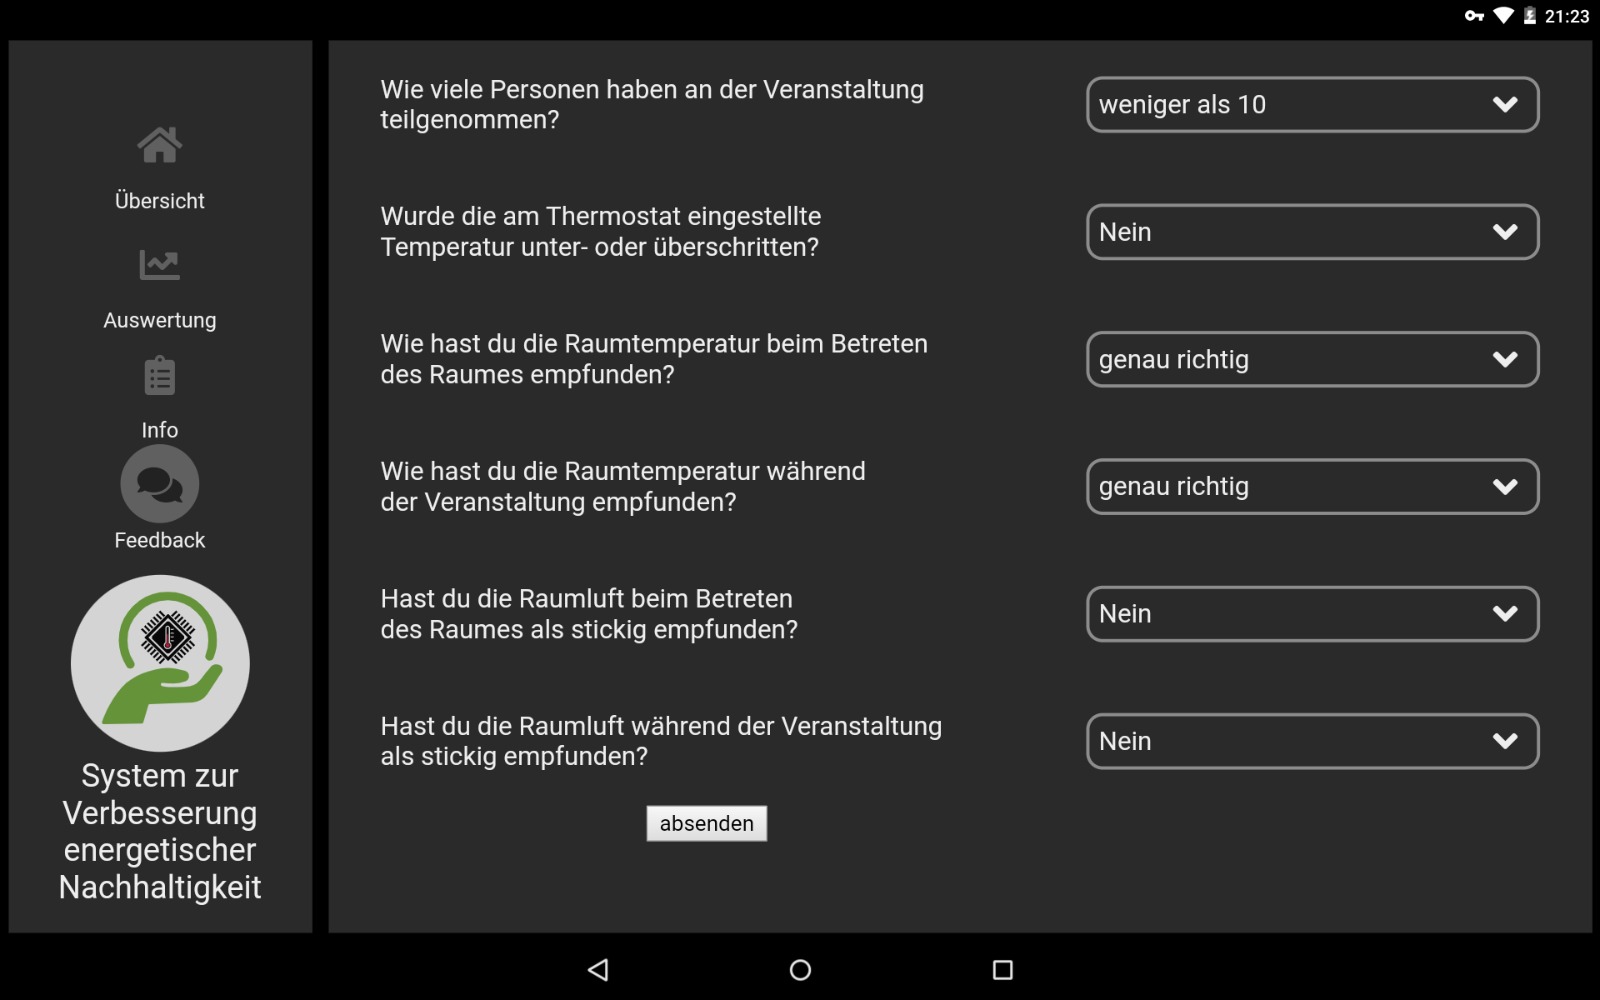 21:23
Übersicht
Auswertung
Info
Feedback
System zur
Verbesserung
energetischer
Nachhaltigkeit
Wie viele Personen haben an der Veranstaltung
teilgenommen?
weniger als 10
Wurde die am Thermostat eingestellte
Temperatur unter- oder überschritten?
Nein
Wie hast du die Raumtemperatur beim Betreten
des Raumes empfunden?
genau richtig
Wie hast du die Raumtemperatur während
der Veranstaltung empfunden?
genau richtig
Hast du die Raumluft beim Betreten
des Raumes als stickig empfunden?
Nein
Hast du die Raumluft während der Veranstaltung
als stickig empfunden?
Nein
absenden